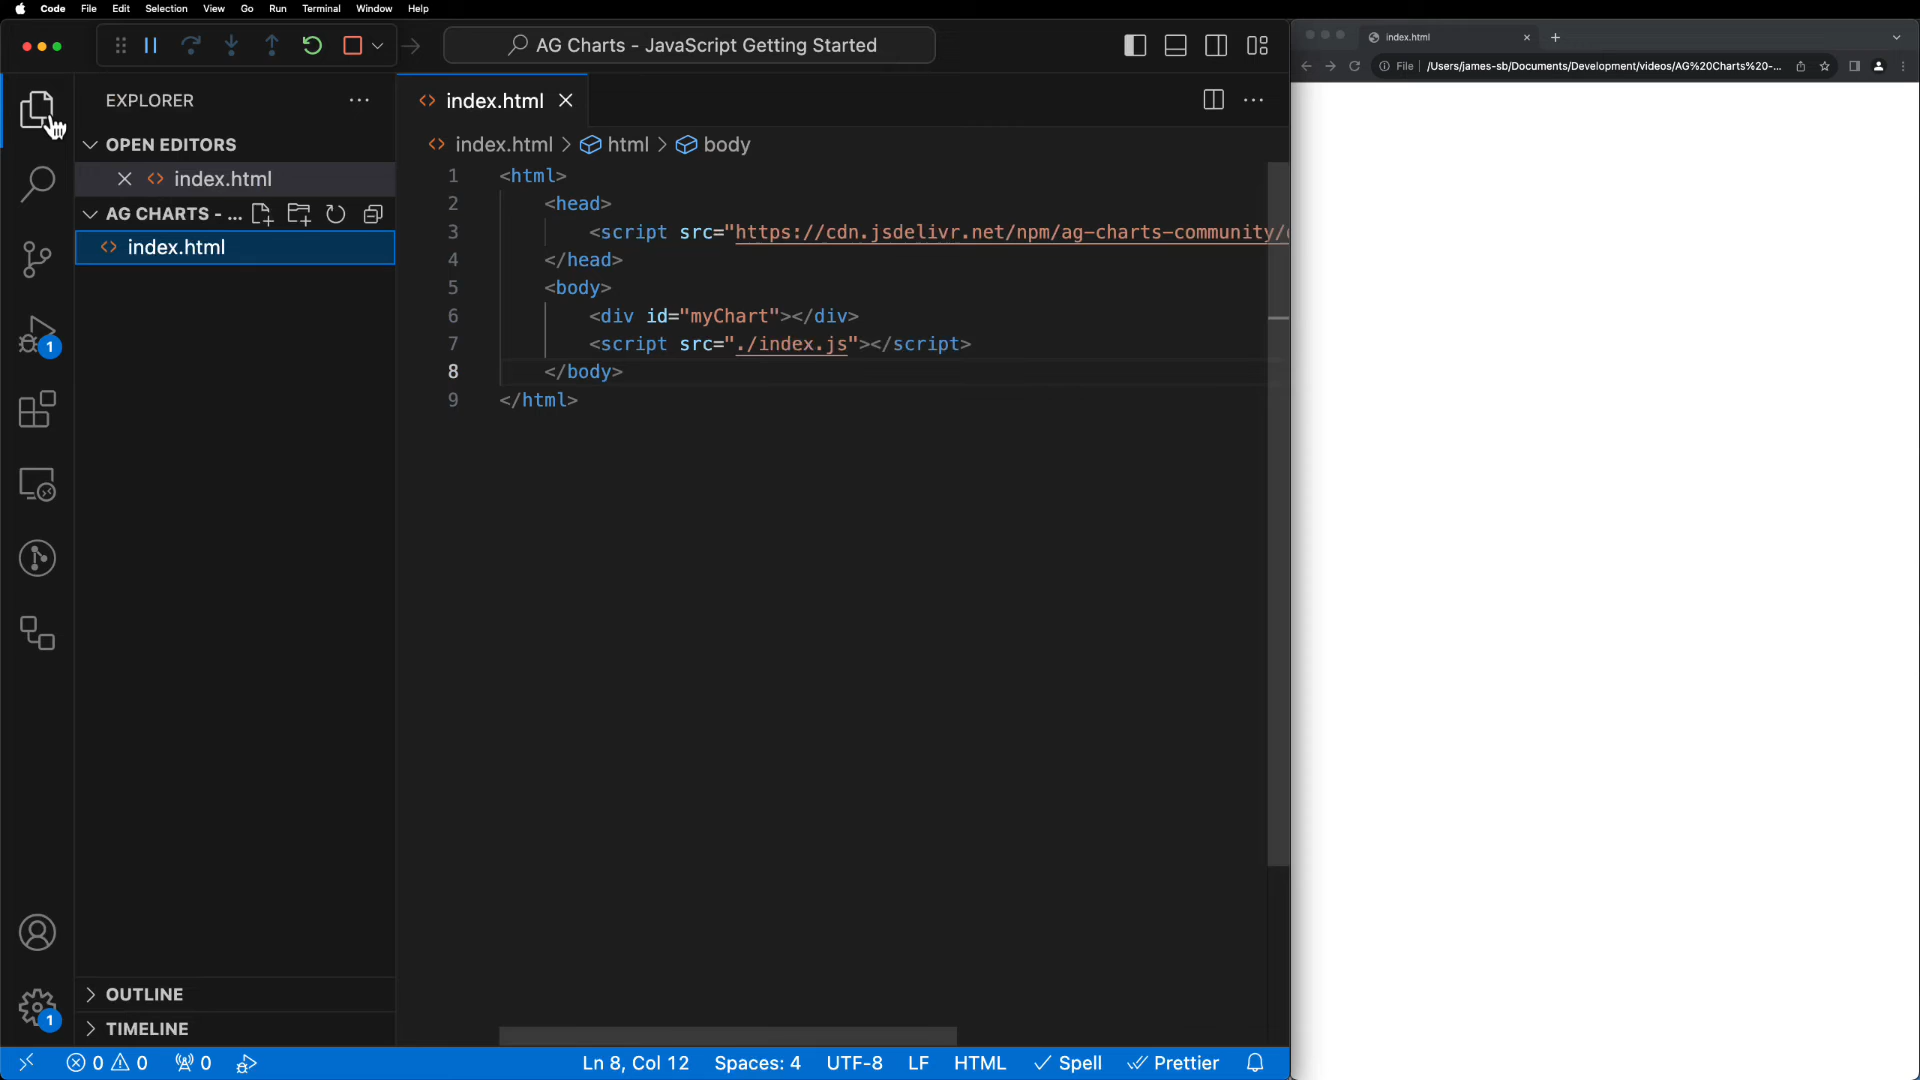 Code File Edit Selection View Go Run Terminal Window Help
AG Charts - JavaScript Getting Started
index.html
File /Users/james-sb/Documents/Development/videos/AG%20Charts%20-...
EXPLORER
OPEN EDITORS
index.html
AG CHARTS - ...
index.html
OUTLINE
TIMELINE
index.html
index.html > html > body
1 <html>
2 <head>
3 <script src="https://cdn.jsdelivr.net/npm/ag-charts-community/
4 </head>
5 <body>
6 <div id="myChart"></div>
7 <script src="./index.js"></script>
8 </body>
9 </html>
1
1
0 0 0 Ln 8, Col 12 Spaces: 4 UTF-8 LF HTML Spell Prettier